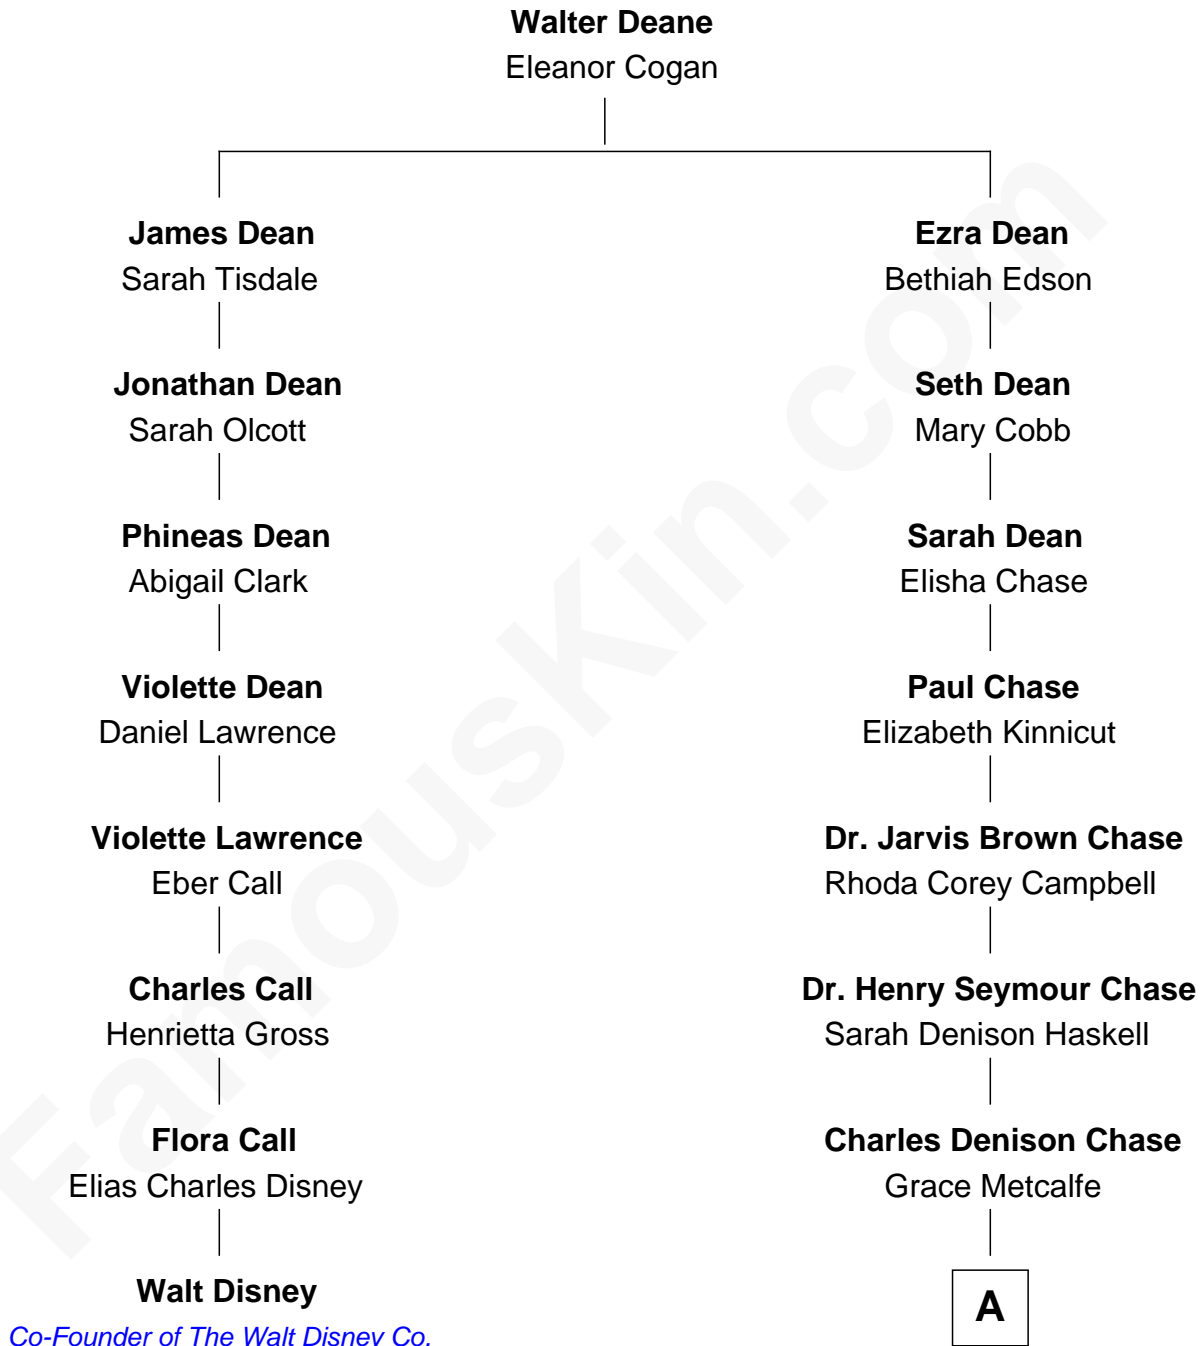 Walter Deane
Eleanor Cogan
James Dean
Sarah Tisdale
Ezra Dean
Bethiah Edson
Jonathan Dean
Sarah Olcott
Seth Dean
Mary Cobb
Phineas Dean
Abigail Clark
Sarah Dean
Elisha Chase
Violette Dean
Daniel Lawrence
Paul Chase
Elizabeth Kinnicut
Violette Lawrence
Eber Call
Dr. Jarvis Brown Chase
Rhoda Corey Campbell
Charles Call
Henrietta Gross
Dr. Henry Seymour Chase
Sarah Denison Haskell
Flora Call
Elias Charles Disney
Charles Denison Chase
Grace Metcalfe
Walt Disney
Co-Founder of The Walt Disney Co.
A
FamousKin.com